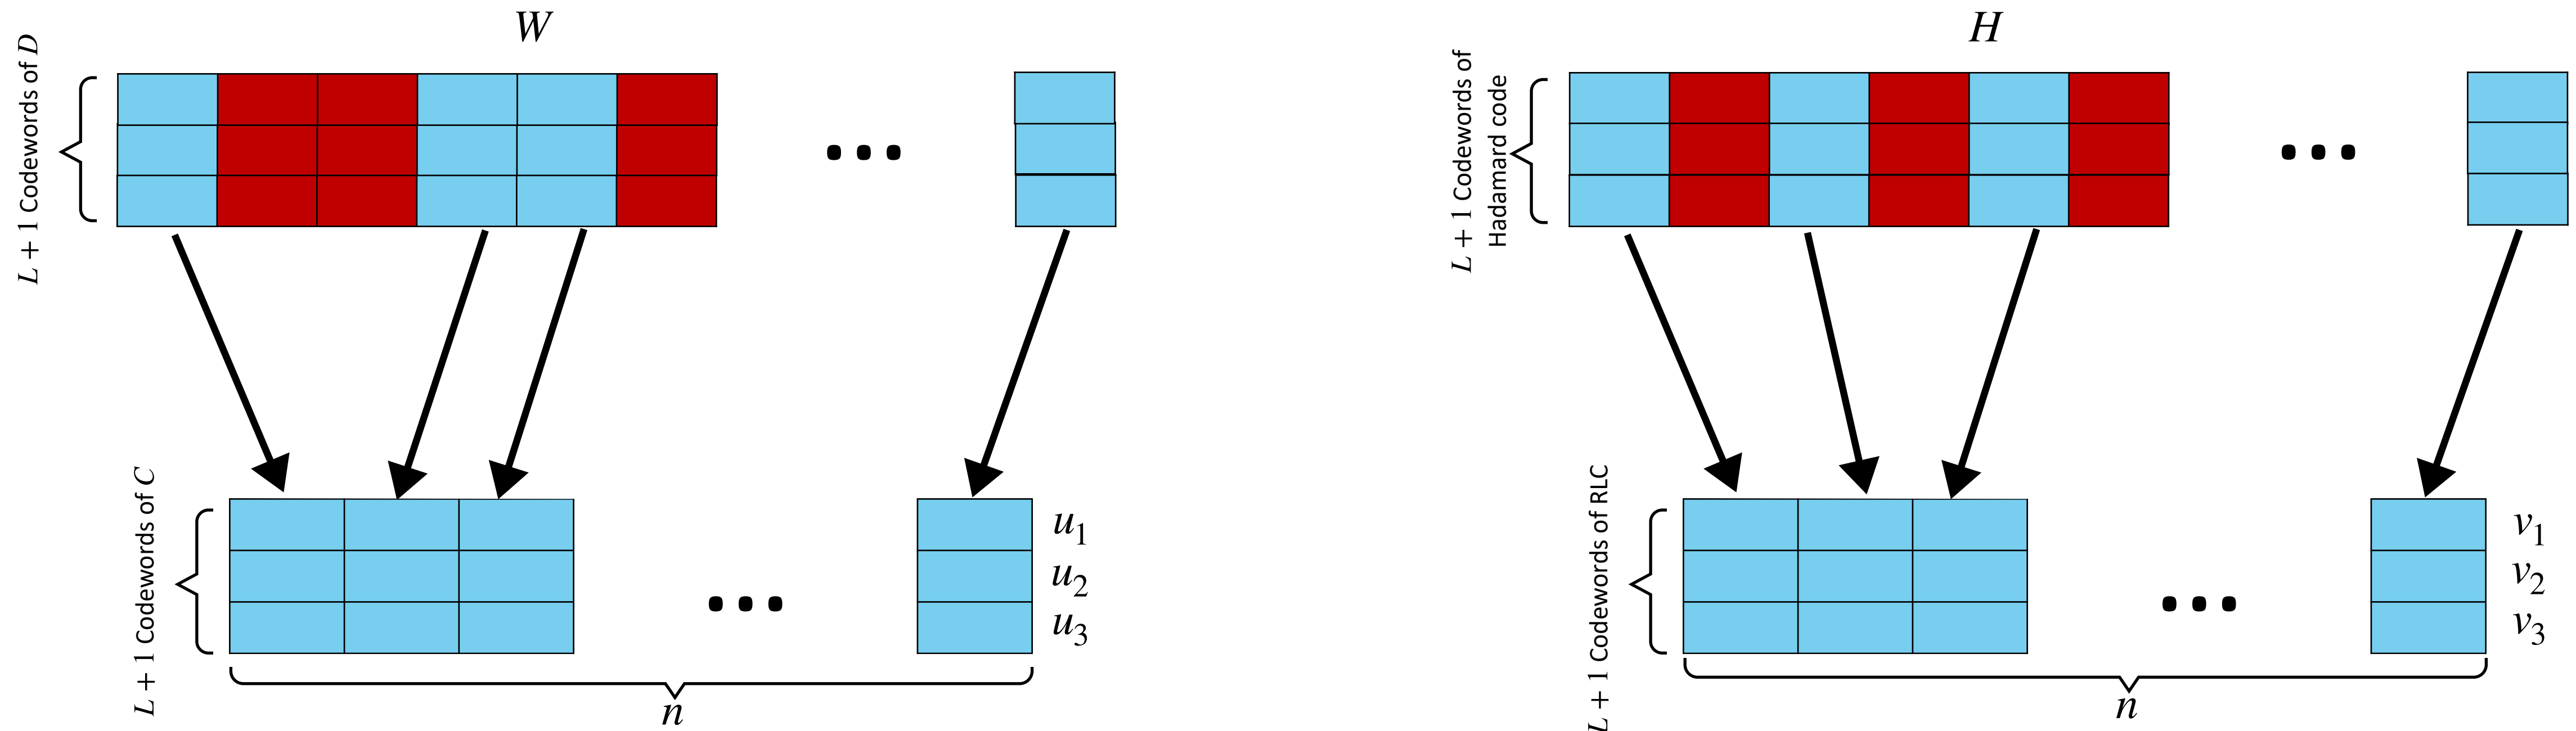 W
L + 1 Codewords of D
...
L + 1 Codewords of C
u1
u2
u3
...
n
H
L + 1 Codewords of
Hadamard code
...
L + 1 Codewords of RLC
v1
v2
v3
...
n